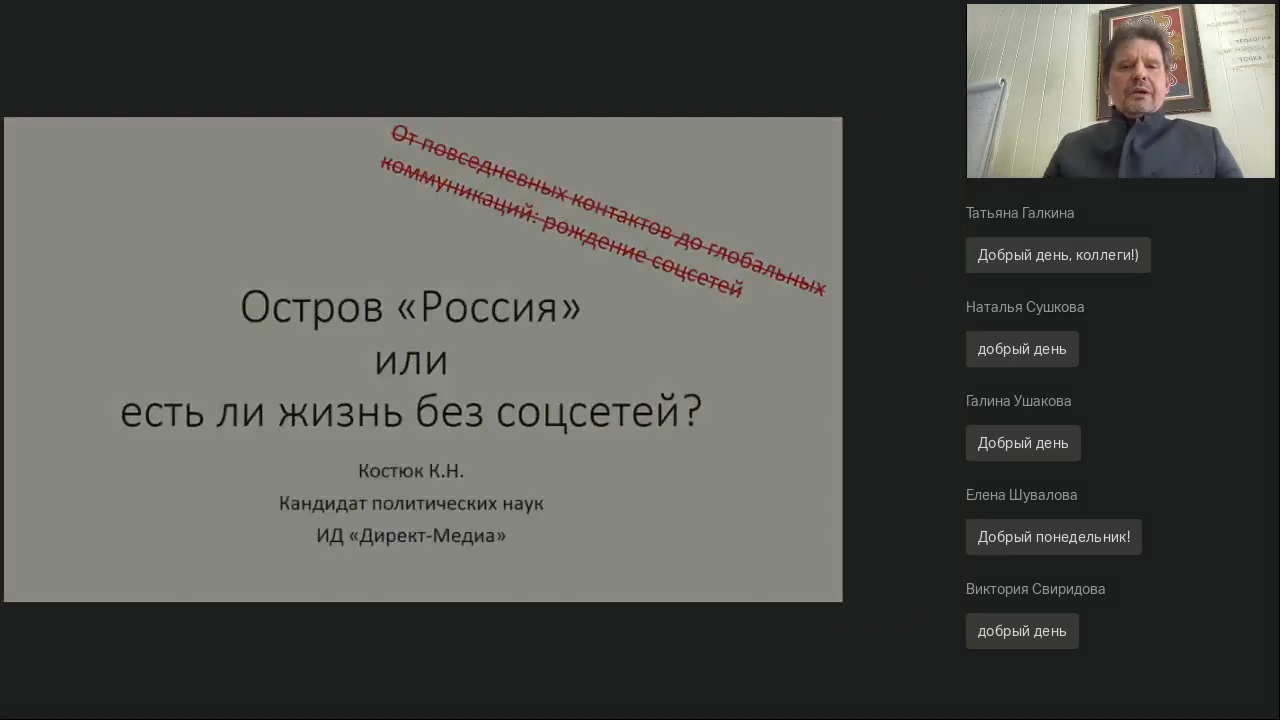 От повседневных контактов до глобальных
коммуникаций: рождение соцсетей
Остров «Россия»
или
есть ли жизнь без соцсетей?
Костюк К.Н.
Кандидат политических наук
ИД «Директ-Медиа»
ТЕОЛОГИЯ
Татьяна Галкина
Добрый день, коллеги!)
Наталья Сушкова
добрый день
Галина Ушакова
Добрый день
Елена Шувалова
Добрый понедельник!
Виктория Свиридова
добрый день